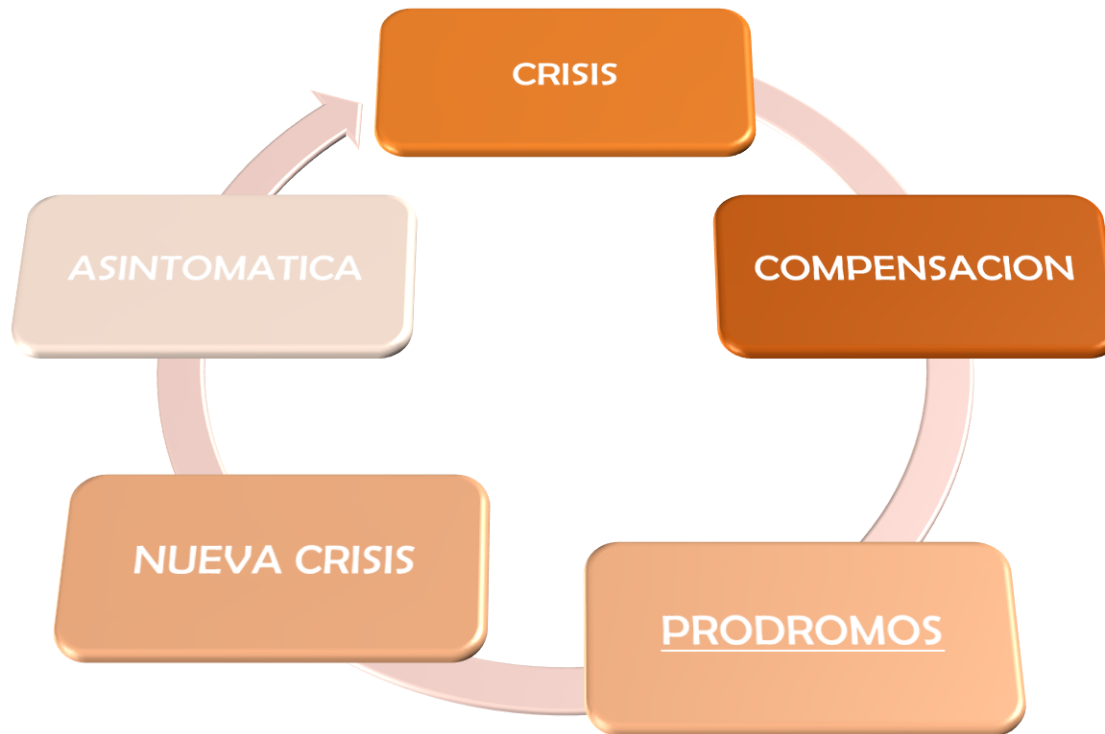 CRISIS
COMPENSACION
PRODROMOS
NUEVA CRISIS
ASINTOMATICA